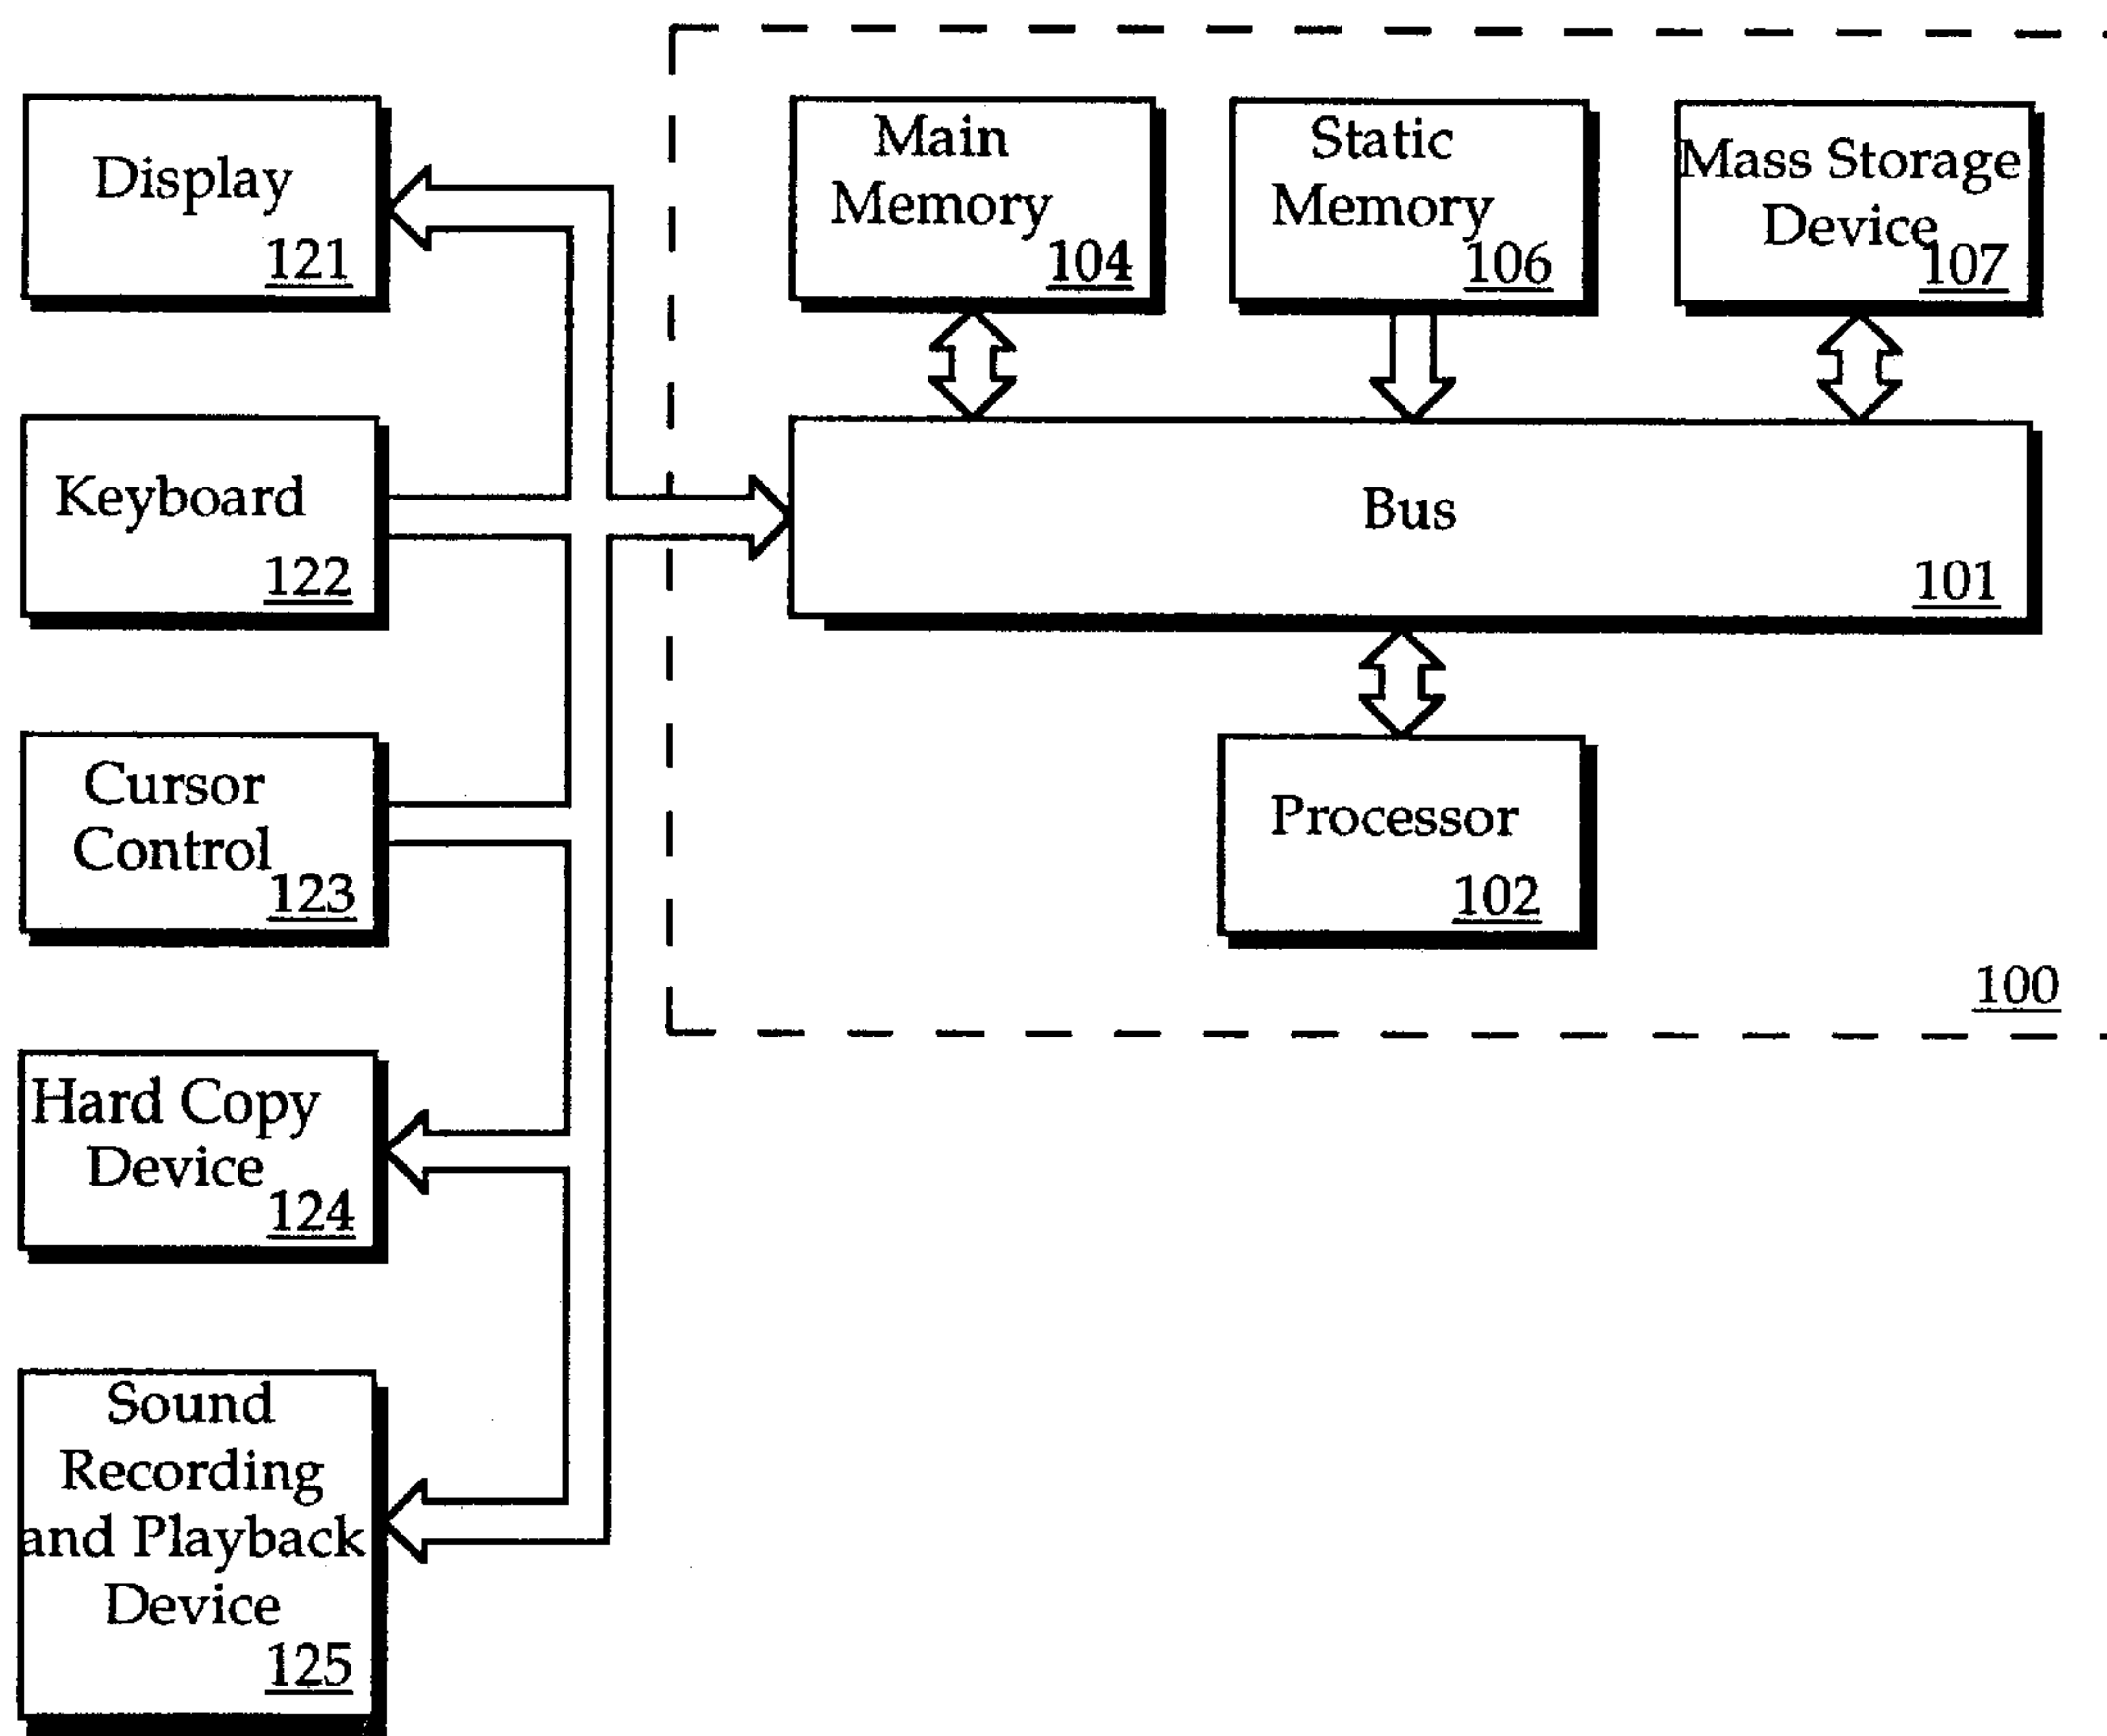 Display
121
Keyboard
122
Cursor
Control
123
Hard Copy
Device
124
Sound
Recording
and Playback
Device
125
Main
Memory
104
Static
Memory
106
Mass Storage
Device
107
Bus
101
Processor
102
100